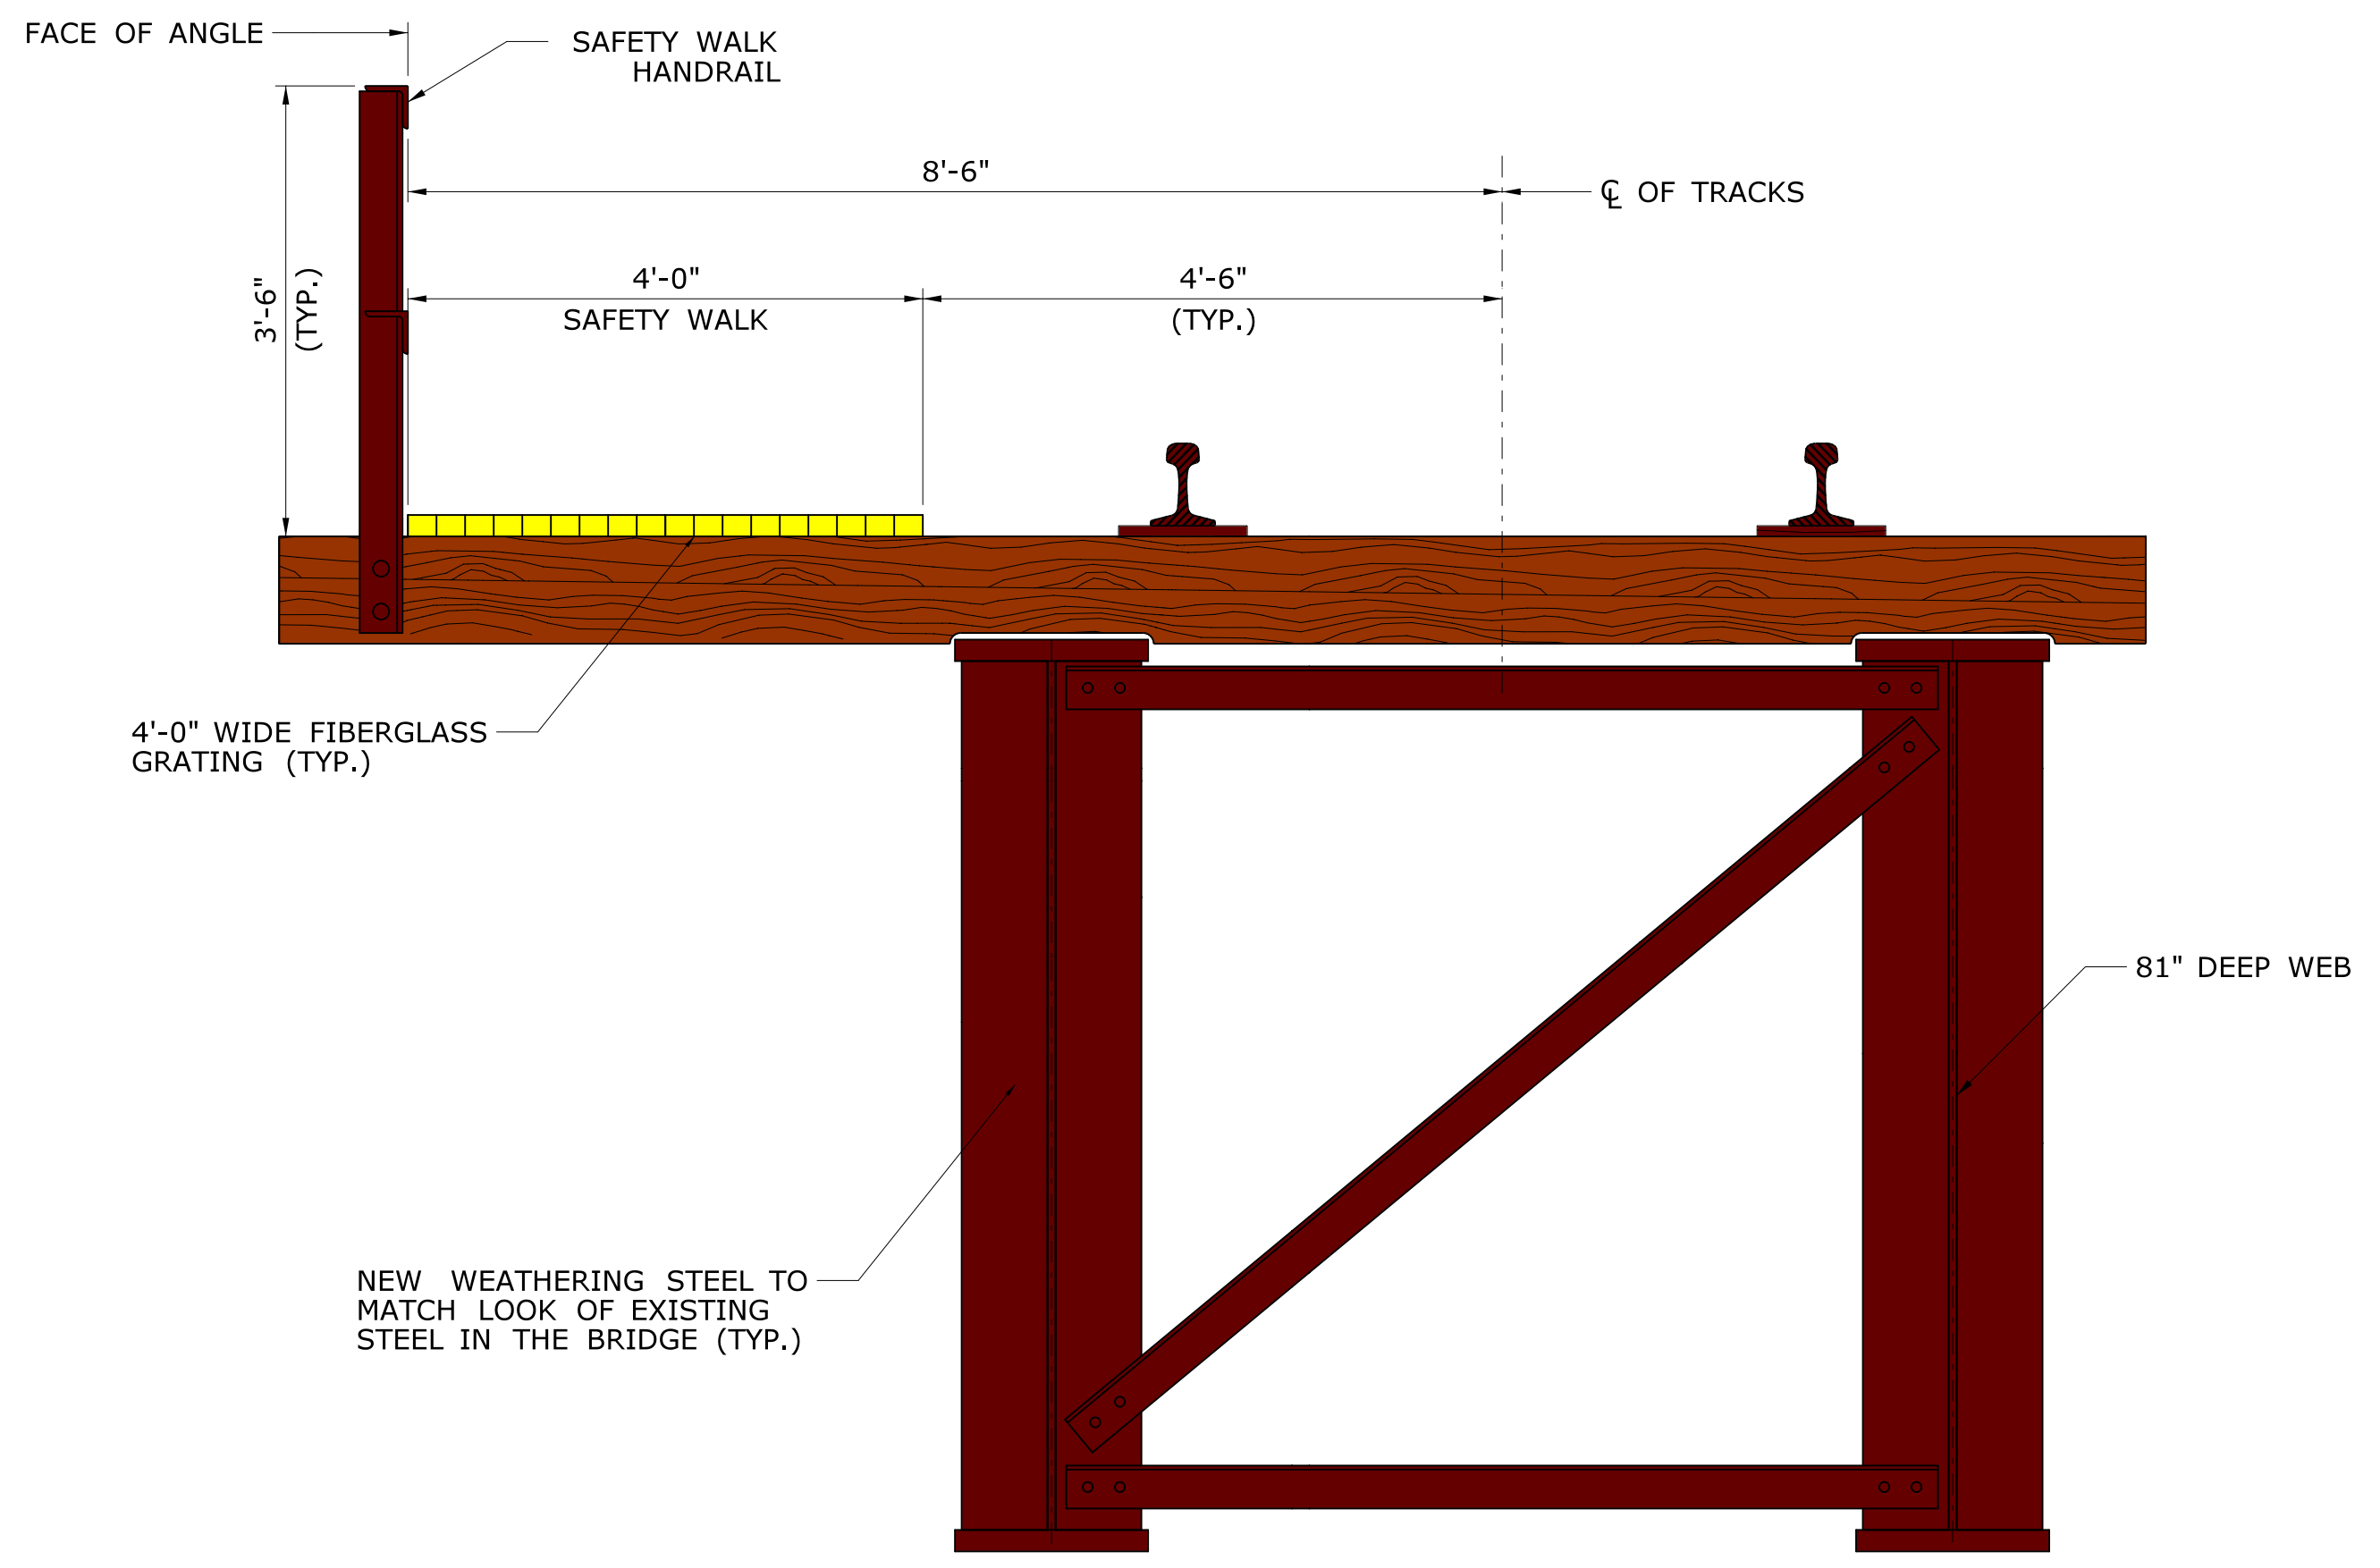 FACE OF ANGLE
SAFETY WALK
HANDRAIL
8'-6"
℄ OF TRACKS
4'-0"
SAFETY WALK
4'-6"
(TYP.)
3'-6"
(TYP.)
4'-0" WIDE FIBERGLASS
GRATING (TYP.)
81" DEEP WEB
NEW WEATHERING STEEL TO
MATCH LOOK OF EXISTING
STEEL IN THE BRIDGE (TYP.)